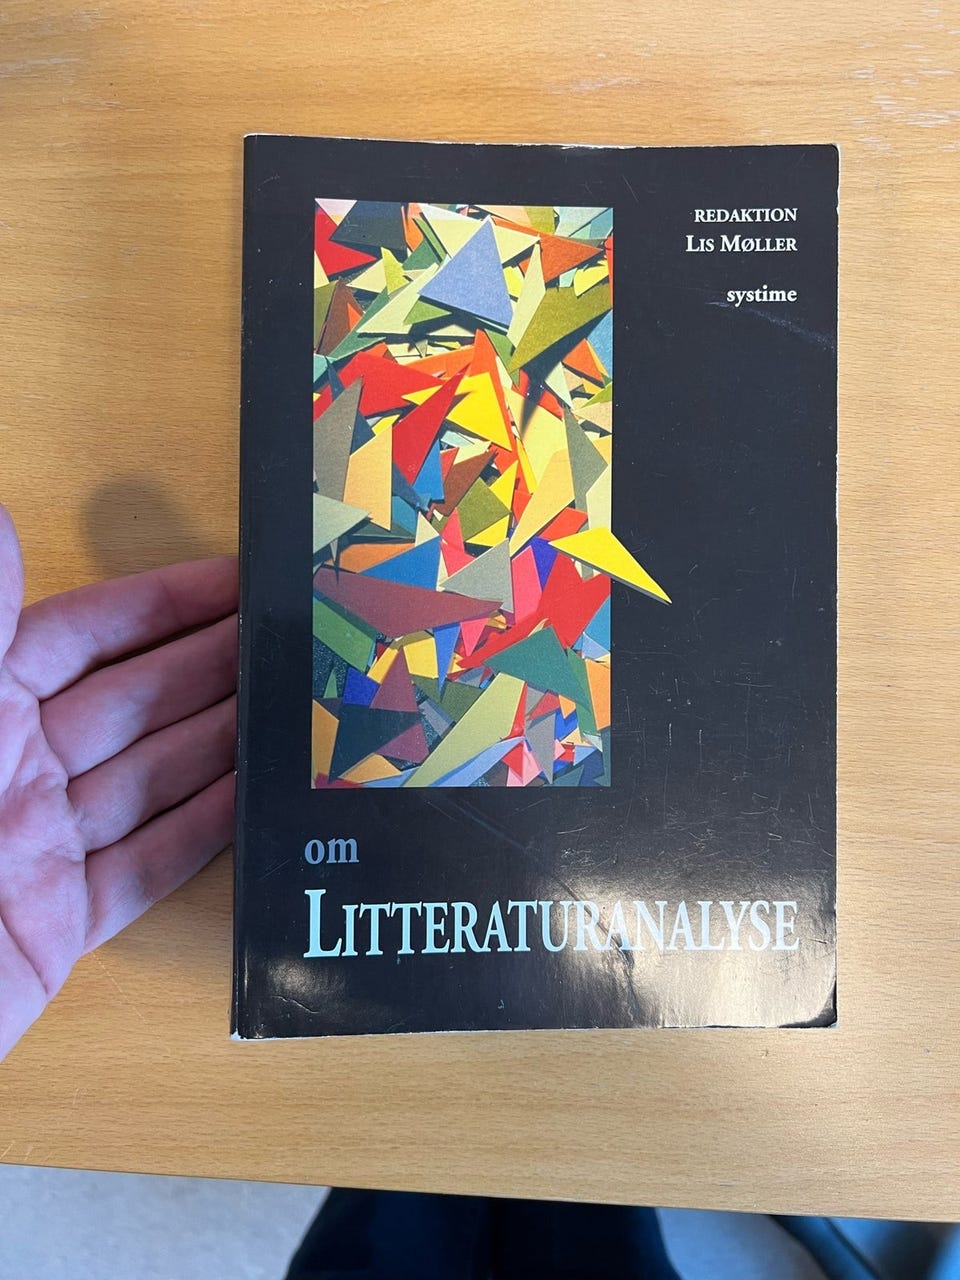 REDAKTION
LIS MØLLER
systime
om
LITTERATURANALYSE